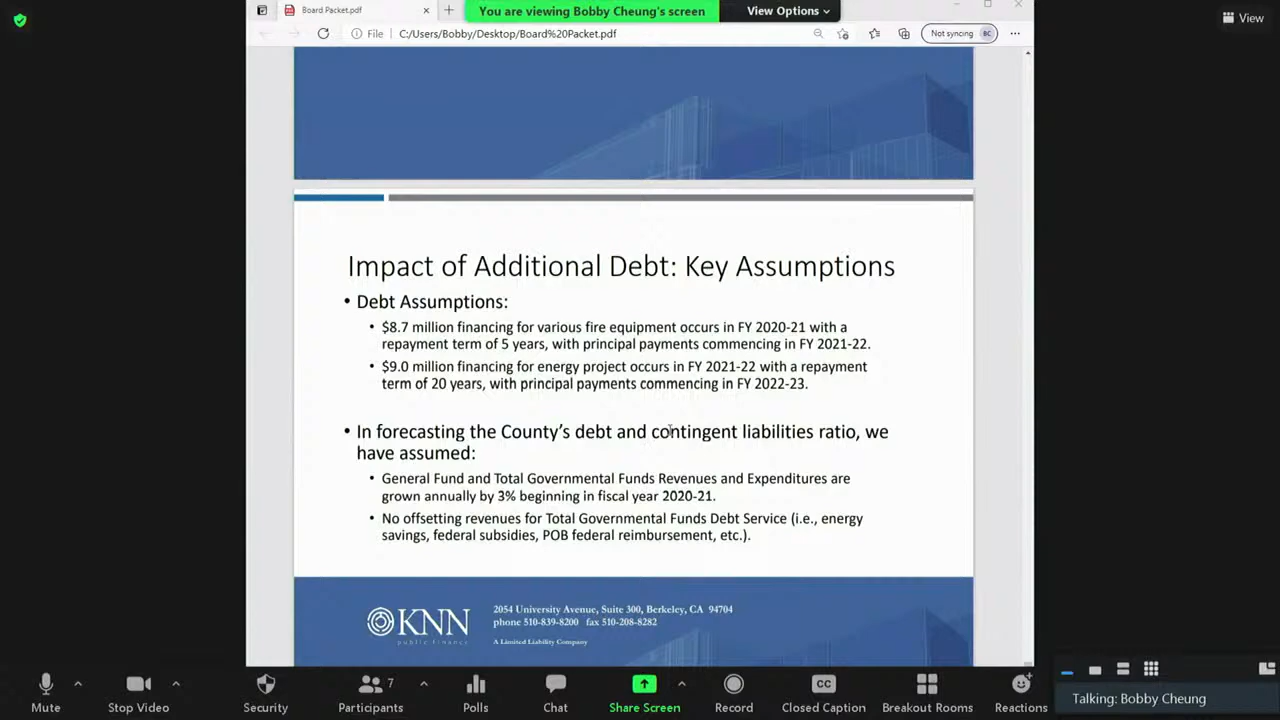 Board Packet.pdf
You are viewing Bobby Cheung's screen
View Options
View
File
C:/Users/Bobby/Desktop/Board%20Packet.pdf
Not syncing
BC
Impact of Additional Debt: Key Assumptions
• Debt Assumptions:
• $8.7 million financing for various fire equipment occurs in FY 2020-21 with a
repayment term of 5 years, with principal payments commencing in FY 2021-22.
• $9.0 million financing for energy project occurs in FY 2021-22 with a repayment
term of 20 years, with principal payments commencing in FY 2022-23.
• In forecasting the County's debt and contingent liabilities ratio, we
have assumed:
• General Fund and Total Governmental Funds Revenues and Expenditures are
grown annually by 3% beginning in fiscal year 2020-21.
• No offsetting revenues for Total Governmental Funds Debt Service (i.e., energy
savings, federal subsidies, POB federal reimbursement, etc.).
KNN
public finance
2054 University Avenue, Suite 300, Berkeley, CA 94704
phone 510-839-8200 fax 510-208-8282
A Limited Liability Company
Mute
Stop Video
Security
7
Participants
Polls
Chat
Share Screen
Record
CC
Closed Caption
Breakout Rooms
Reactions
Talking: Bobby Cheung